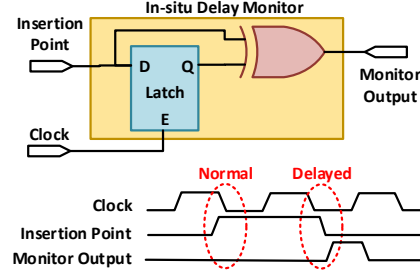 In-situ Delay Monitor
Insertion
Point
D Q
Latch
E
Monitor
Output
Clock
Normal Delayed
Clock
Insertion Point
Monitor Output